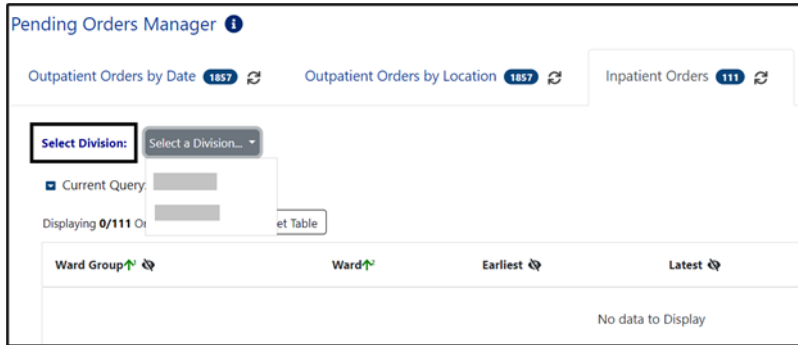 Pending Orders Manager
Outpatient Orders by Date 1857 Outpatient Orders by Location 1857 Inpatient Orders 111
Select Division: Select a Division...
Current Query
Displaying 0/111 et Table
Ward Group Ward Earliest Latest
No data to Display